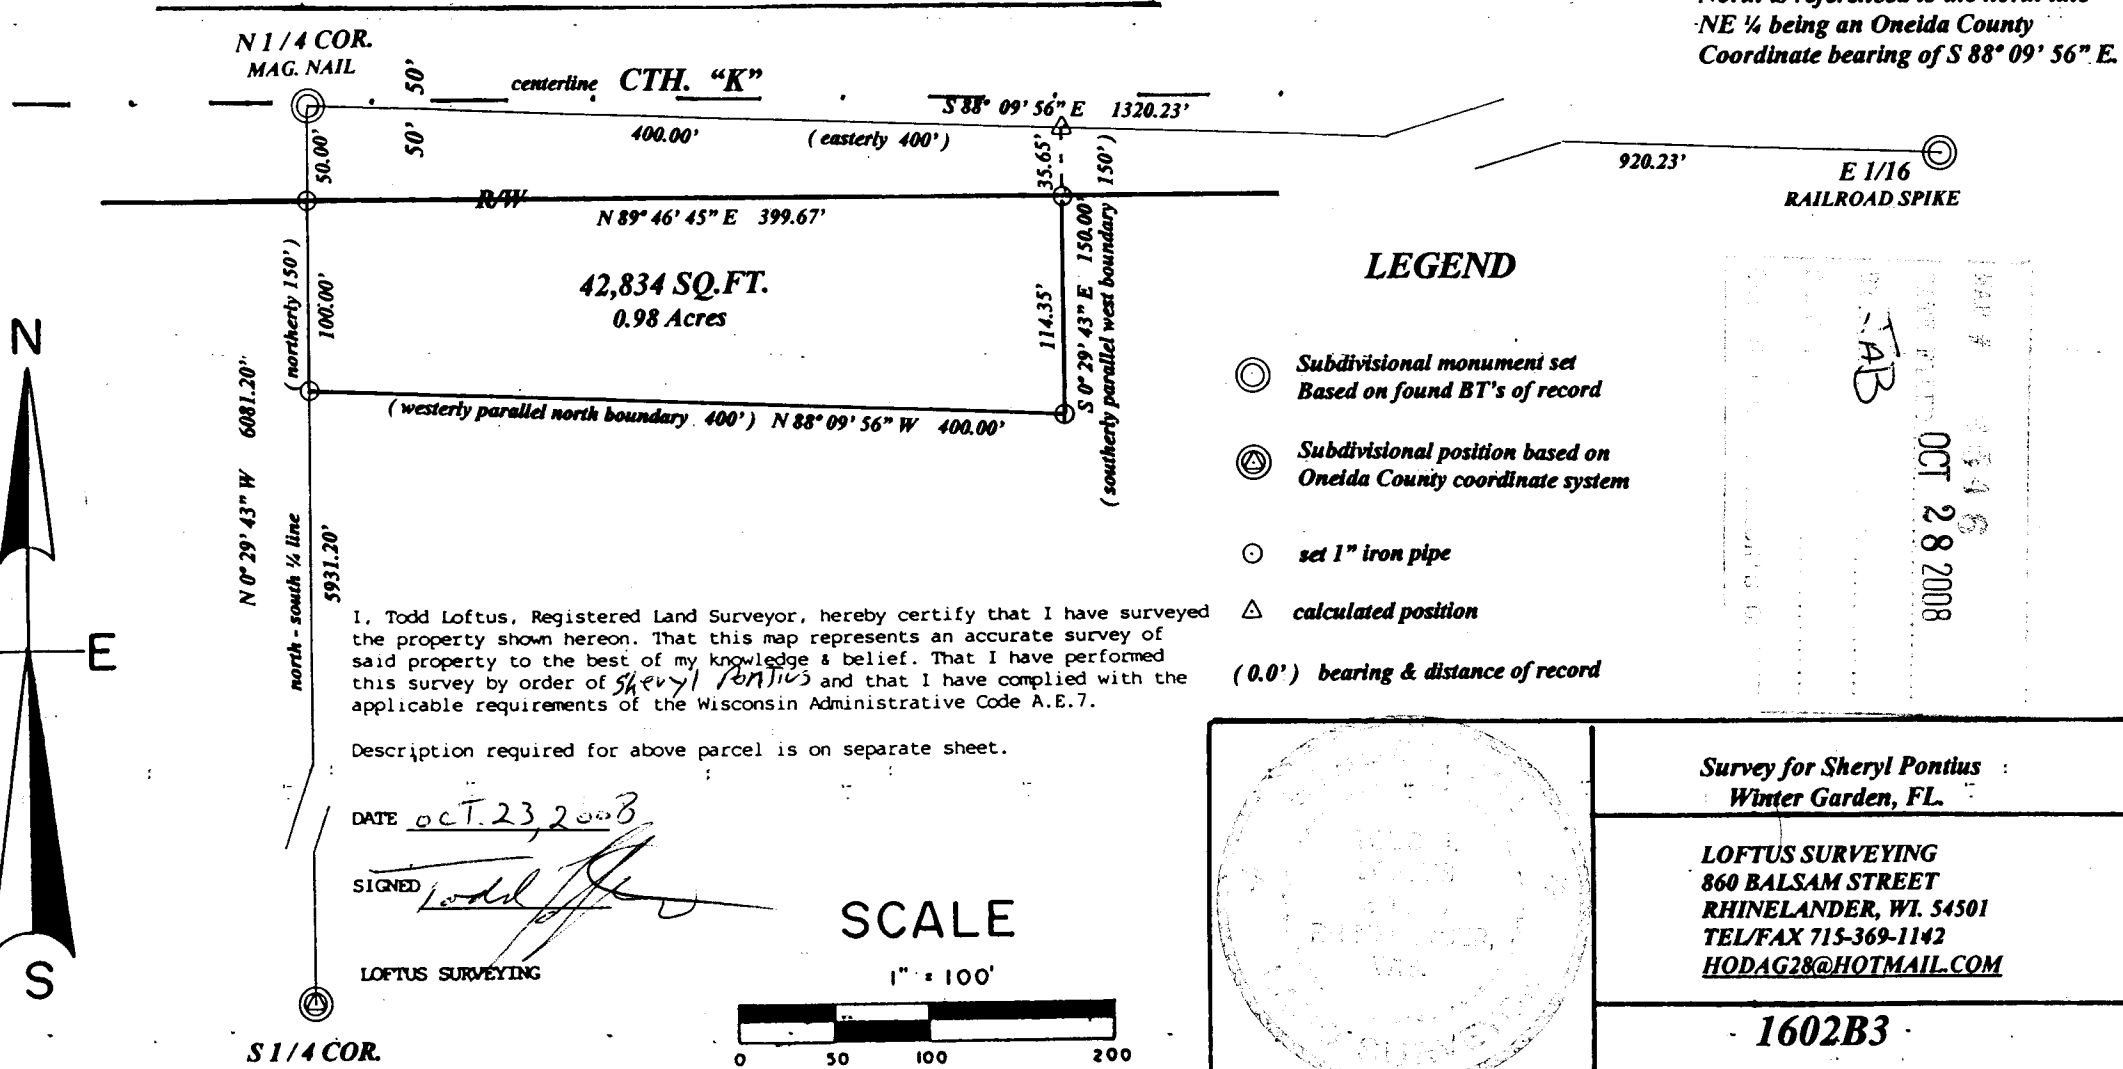 NE ¼ being an Oneida County
Coordinate bearing of S 88° 09' 56" E.
N 1 / 4 COR.
MAG. NAIL
50'
centerline CTH. "K"
S 88° 09' 56" E 1320.23'
50.00'
50'
400.00'
( easterly 400' )
35.65'
920.23'
E 1/16
RAILROAD SPIKE
R/W
N 89° 46' 45" E 399.67'
( northerly 150' )
100.00'
42,834 SQ.FT.
0.98 Acres
114.35'
S 0° 29' 43" E 150.00'
( southerly parallel west boundary 150' )
( westerly parallel north boundary 400' ) N 88° 09' 56" W 400.00'
N 0° 29' 43" W 6081.20'
north - south ¼ line
5931.20'
N
E
S
LEGEND
Subdivisional monument set
Based on found BT's of record
Subdivisional position based on
Oneida County coordinate system
set 1" iron pipe
calculated position
( 0.0' ) bearing & distance of record
MAP #
JAB
OCT 28 2008
I, Todd Loftus, Registered Land Surveyor, hereby certify that I have surveyed
the property shown hereon. That this map represents an accurate survey of
said property to the best of my knowledge & belief. That I have performed
this survey by order of Sheryl Pontius and that I have complied with the
applicable requirements of the Wisconsin Administrative Code A.E.7.
Description required for above parcel is on separate sheet.
DATE OCT. 23, 2008
SIGNED Todd
LOFTUS SURVEYING
S 1 / 4 COR.
SCALE
1" = 100'
0 50 100 200
Survey for Sheryl Pontius
Winter Garden, FL.
LOFTUS SURVEYING
860 BALSAM STREET
RHINELANDER, WI. 54501
TEL/FAX 715-369-1142
HODAG28@HOTMAIL.COM
1602B3